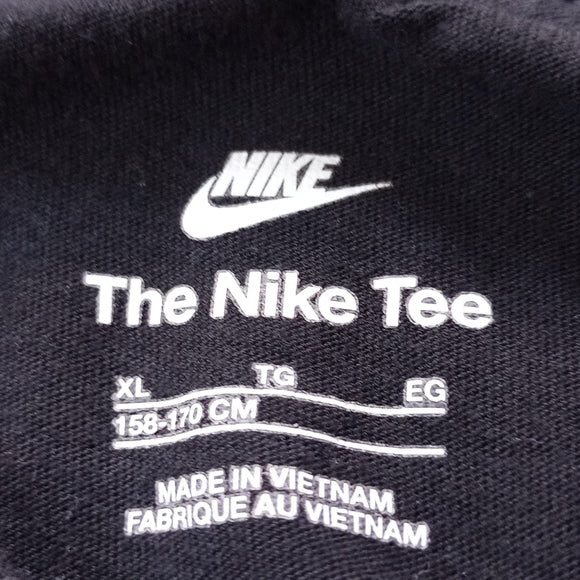 NIKE
The Nike Tee
XL TG EG
158-170 CM
MADE IN VIETNAM
FABRIQUE AU VIETNAM